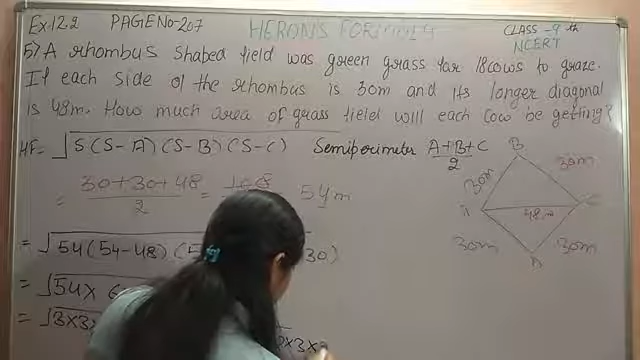 Ex.12.2 PAGE No-207 HERON'S FORMULA CLASS-9th
NCERT
5) A rhombus shaped field was green grass for 18 cows to graze.
If each side of the rhombus is 30m and its longer diagonal
is 48m. How much area of grass field will each cow be getting?
HF= √S(S-A)(S-B)(S-C) Semiperimeter A+B+C
2
= 30+30+48 = 108 54m
2
= √54(54-48)(5 30)
= √54× 6
= √3×3× ×3×
B
30m 30m
A 48m C
30m 30m
D